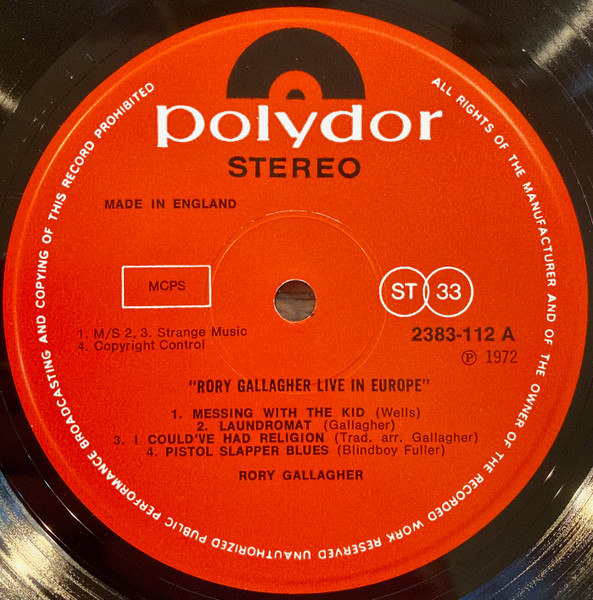 polydor
STEREO
MADE IN ENGLAND
MCPS
ST 33
1. M/S 2, 3. Strange Music
4. Copyright Control
2383-112 A
℗ 1972
"RORY GALLAGHER LIVE IN EUROPE"
1. MESSING WITH THE KID (Wells)
2. LAUNDROMAT (Gallagher)
3. I COULD'VE HAD RELIGION (Trad. arr. Gallagher)
4. PISTOL SLAPPER BLUES (Blindboy Fuller)
RORY GALLAGHER
ALL RIGHTS OF THE MANUFACTURER AND OF THE OWNER OF THE RECORDED WORK RESERVED UNAUTHORIZED PUBLIC PERFORMANCE BROADCASTING AND COPYING OF THIS RECORD PROHIBITED